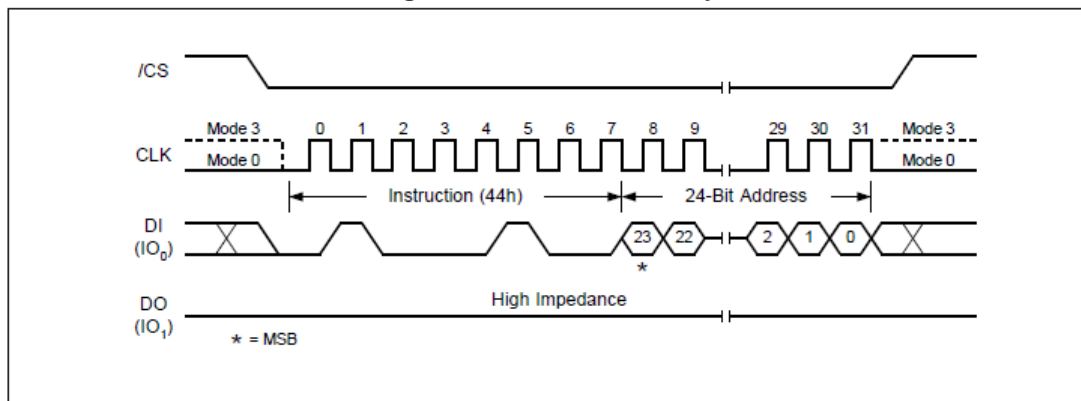 /CS
Mode 3 0 1 2 3 4 5 6 7 8 9 29 30 31 Mode 3
CLK
Mode 0 Mode 0
Instruction (44h) 24-Bit Address
DI
(IO0) 23 22 2 1 0
*
High Impedance
DO
(IO1)
* = MSB